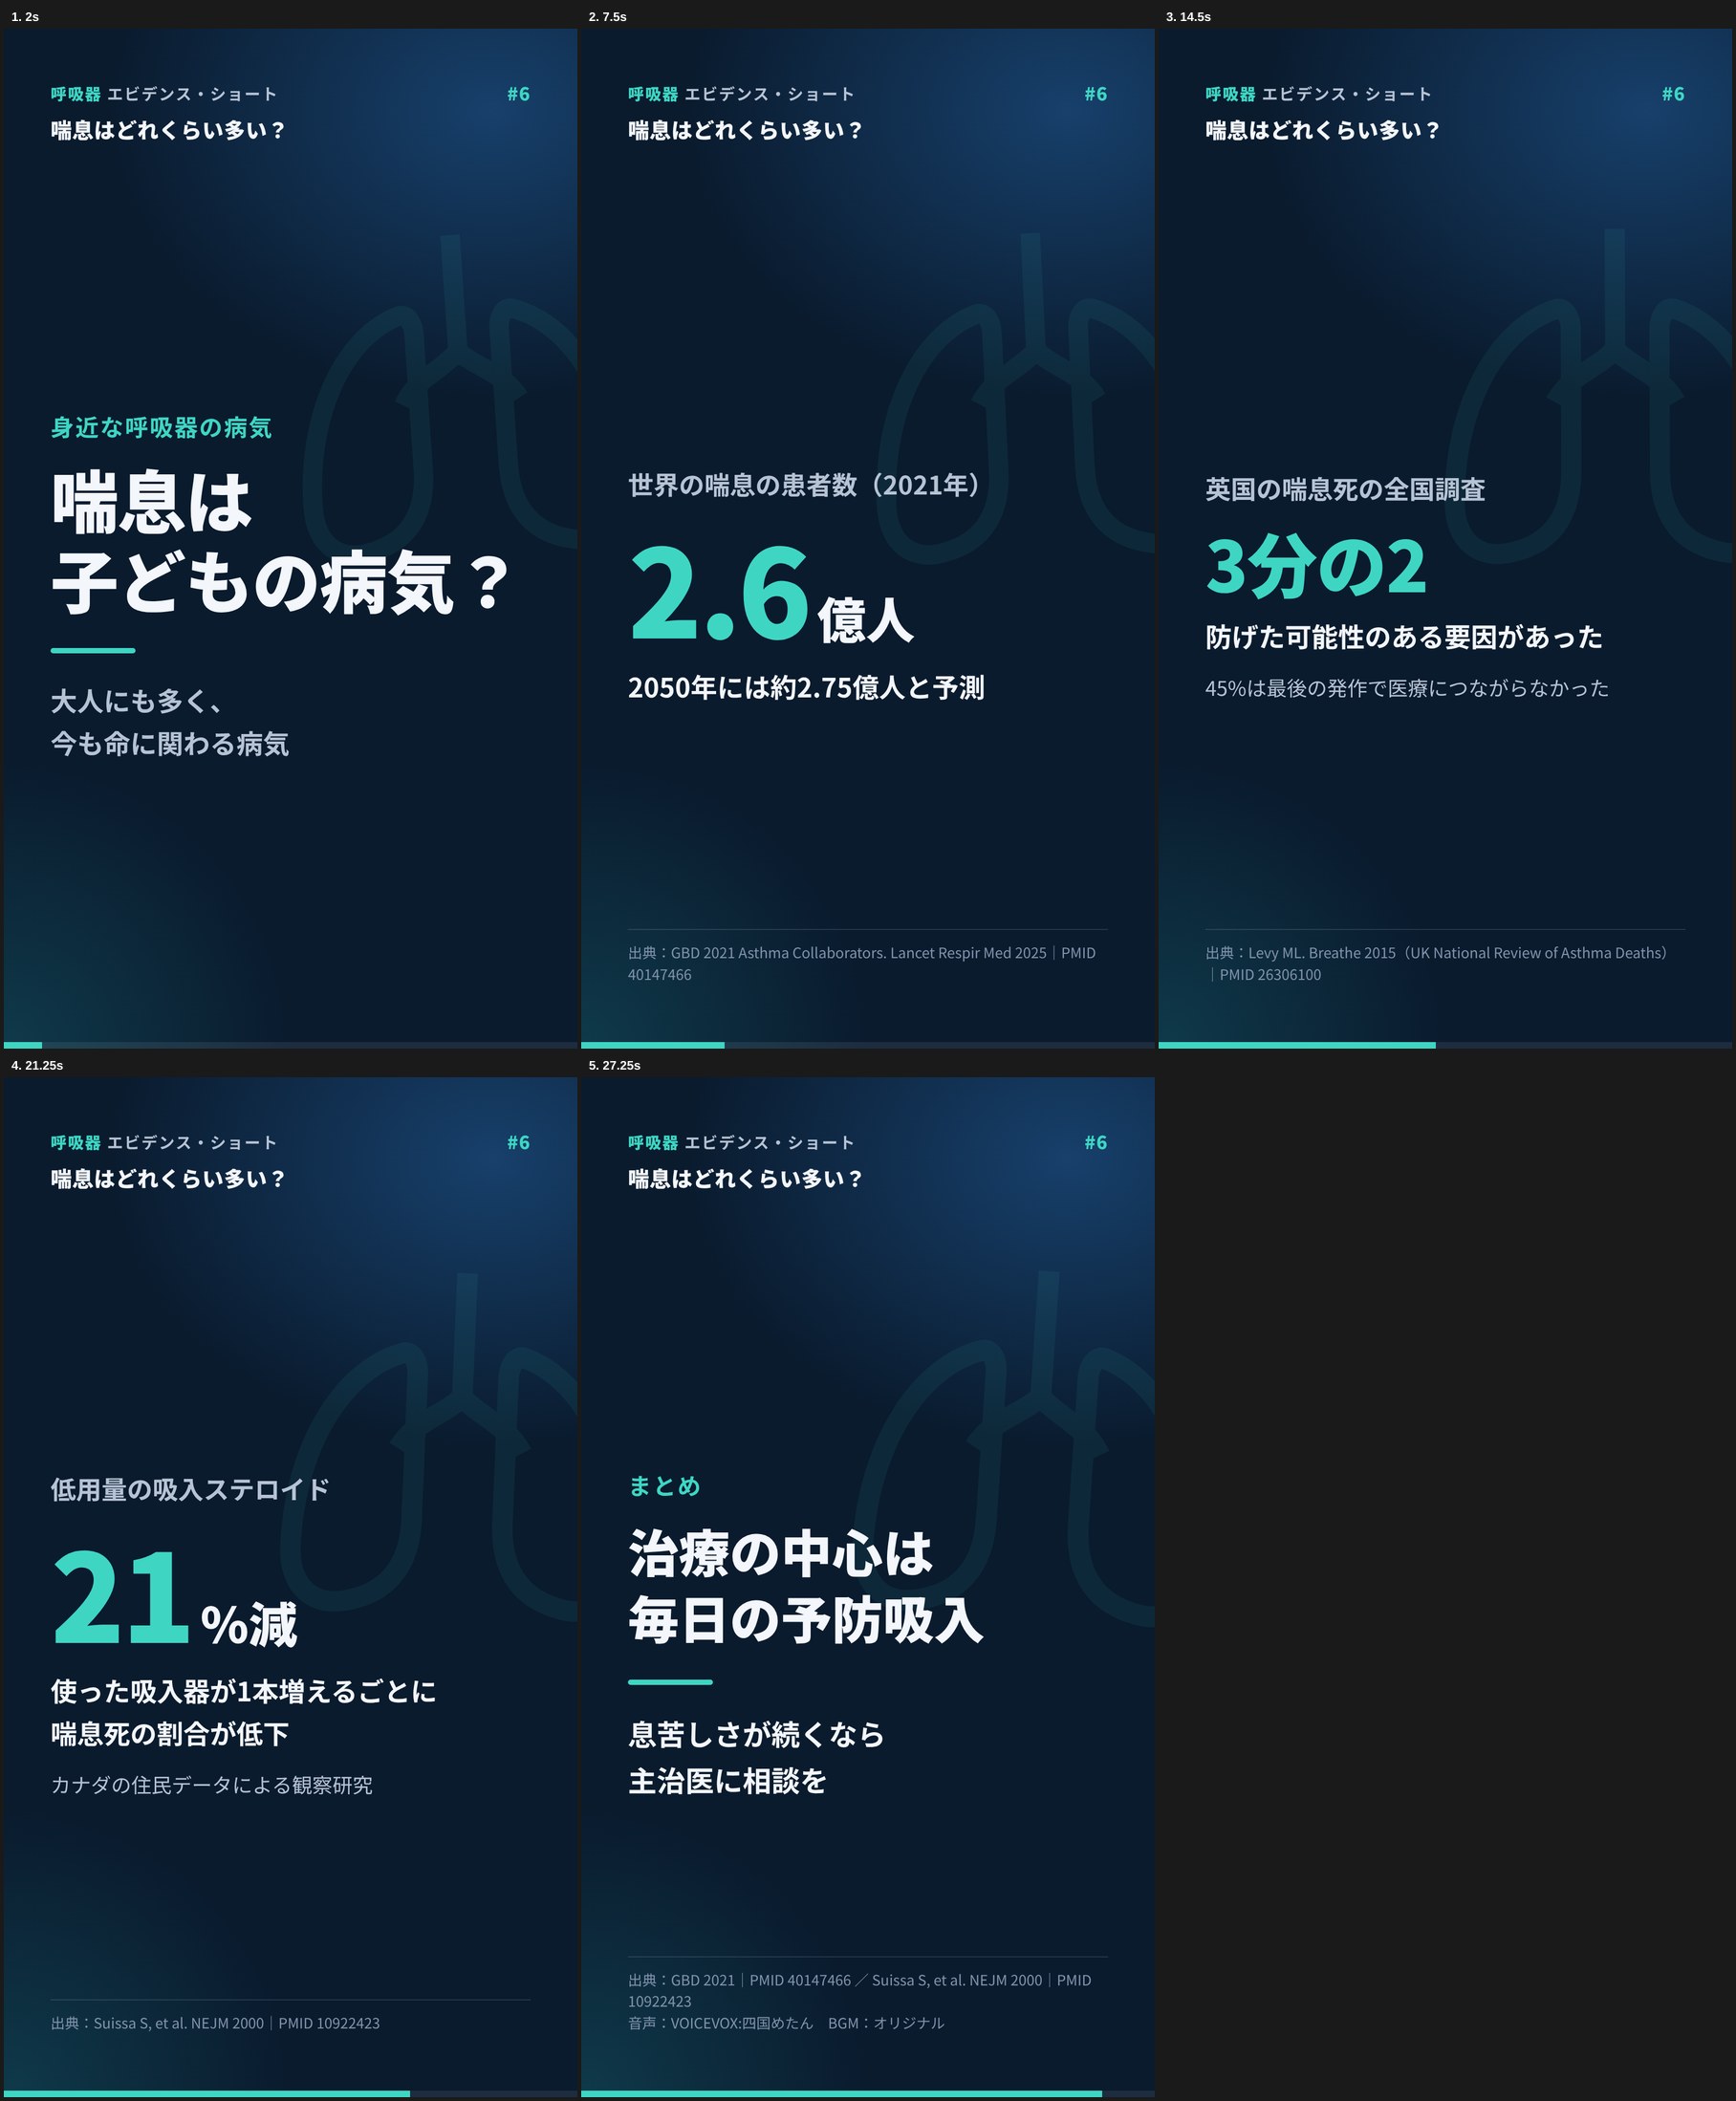 1. 2s
呼吸器 エビデンス・ショート
#6
喘息はどれくらい多い？
身近な呼吸器の病気
喘息は
子どもの病気？
大人にも多く、
今も命に関わる病気
2. 7.5s
呼吸器 エビデンス・ショート
#6
喘息はどれくらい多い？
世界の喘息の患者数（2021年）
2.6億人
2050年には約2.75億人と予測
出典：GBD 2021 Asthma Collaborators. Lancet Respir Med 2025｜PMID
40147466
3. 14.5s
呼吸器 エビデンス・ショート
#6
喘息はどれくらい多い？
英国の喘息死の全国調査
3分の2
防げた可能性のある要因があった
45%は最後の発作で医療につながらなかった
出典：Levy ML. Breathe 2015（UK National Review of Asthma Deaths）
｜PMID 26306100
4. 21.25s
呼吸器 エビデンス・ショート
#6
喘息はどれくらい多い？
低用量の吸入ステロイド
21%減
使った吸入器が1本増えるごとに
喘息死の割合が低下
カナダの住民データによる観察研究
出典：Suissa S, et al. NEJM 2000｜PMID 10922423
5. 27.25s
呼吸器 エビデンス・ショート
#6
喘息はどれくらい多い？
まとめ
治療の中心は
毎日の予防吸入
息苦しさが続くなら
主治医に相談を
出典：GBD 2021｜PMID 40147466 ／ Suissa S, et al. NEJM 2000｜PMID
10922423
音声：VOICEVOX:四国めたん　BGM：オリジナル